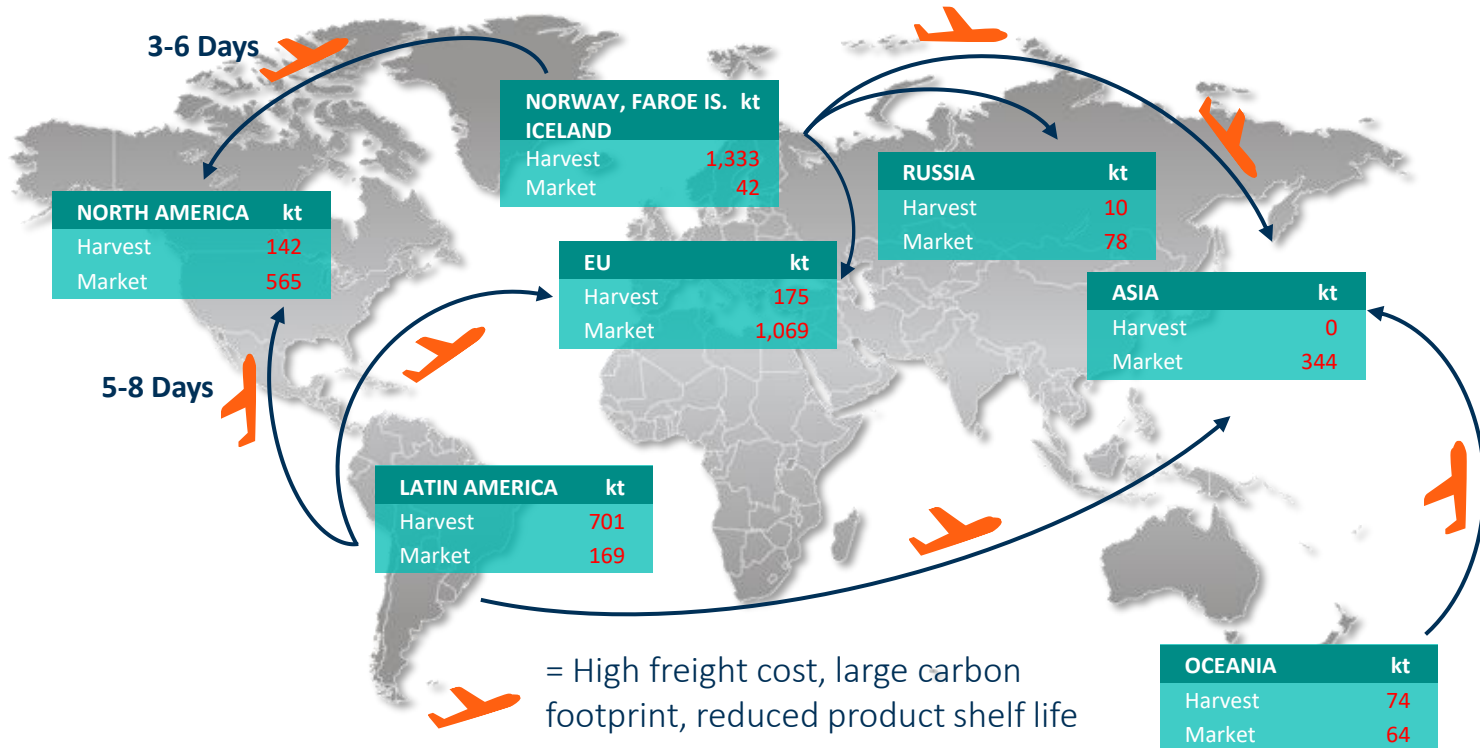 3-6 Days
NORWAY, FAROE IS. kt
ICELAND
Harvest 1,333
Market 42
RUSSIA kt
Harvest 10
Market 78
NORTH AMERICA kt
Harvest 142
Market 565
EU kt
Harvest 175
Market 1,069
ASIA kt
Harvest 0
Market 344
5-8 Days
LATIN AMERICA kt
Harvest 701
Market 169
= High freight cost, large carbon
footprint, reduced product shelf life
OCEANIA kt
Harvest 74
Market 64